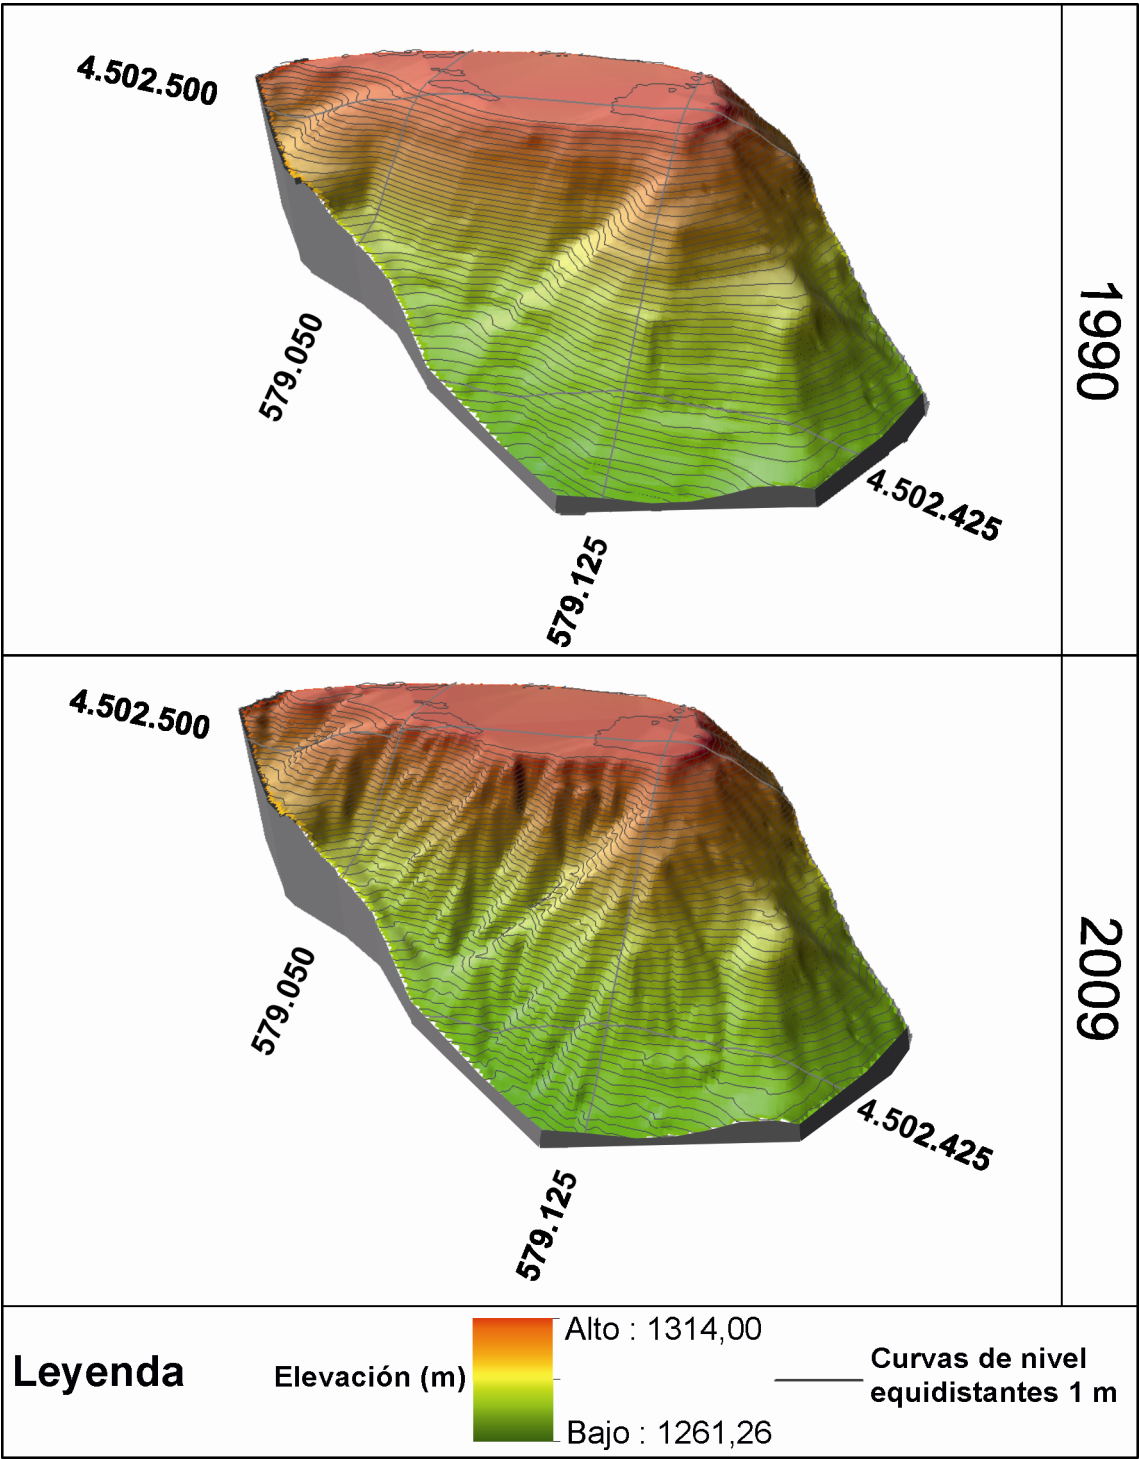 4.502.500
579.050
579.125
4.502.425
1990
4.502.500
579.050
579.125
4.502.425
2009
Leyenda
Elevación (m)
Alto : 1314,00
Bajo : 1261,26
Curvas de nivel
equidistantes 1 m